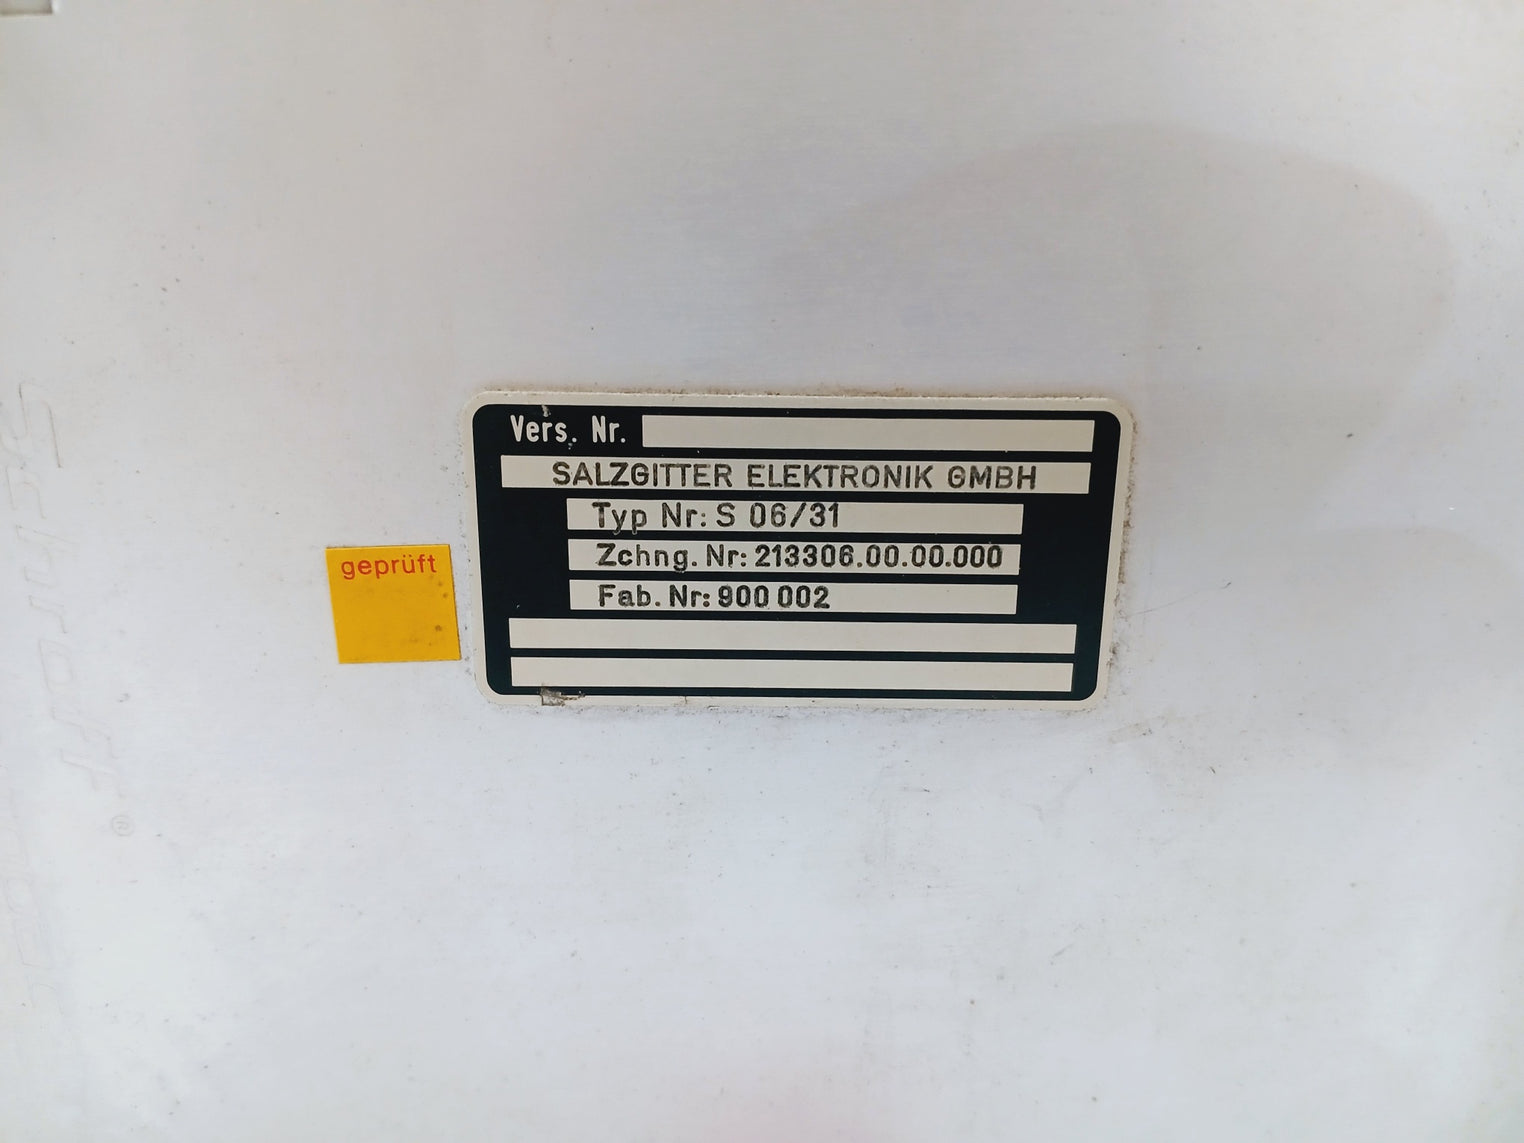 Vers. Nr.
SALZGITTER ELEKTRONIK GMBH
Typ Nr: S 06/31
Zchng. Nr: 213306.00.00.000
Fab. Nr: 900 002
geprüft
SCHROFF
®